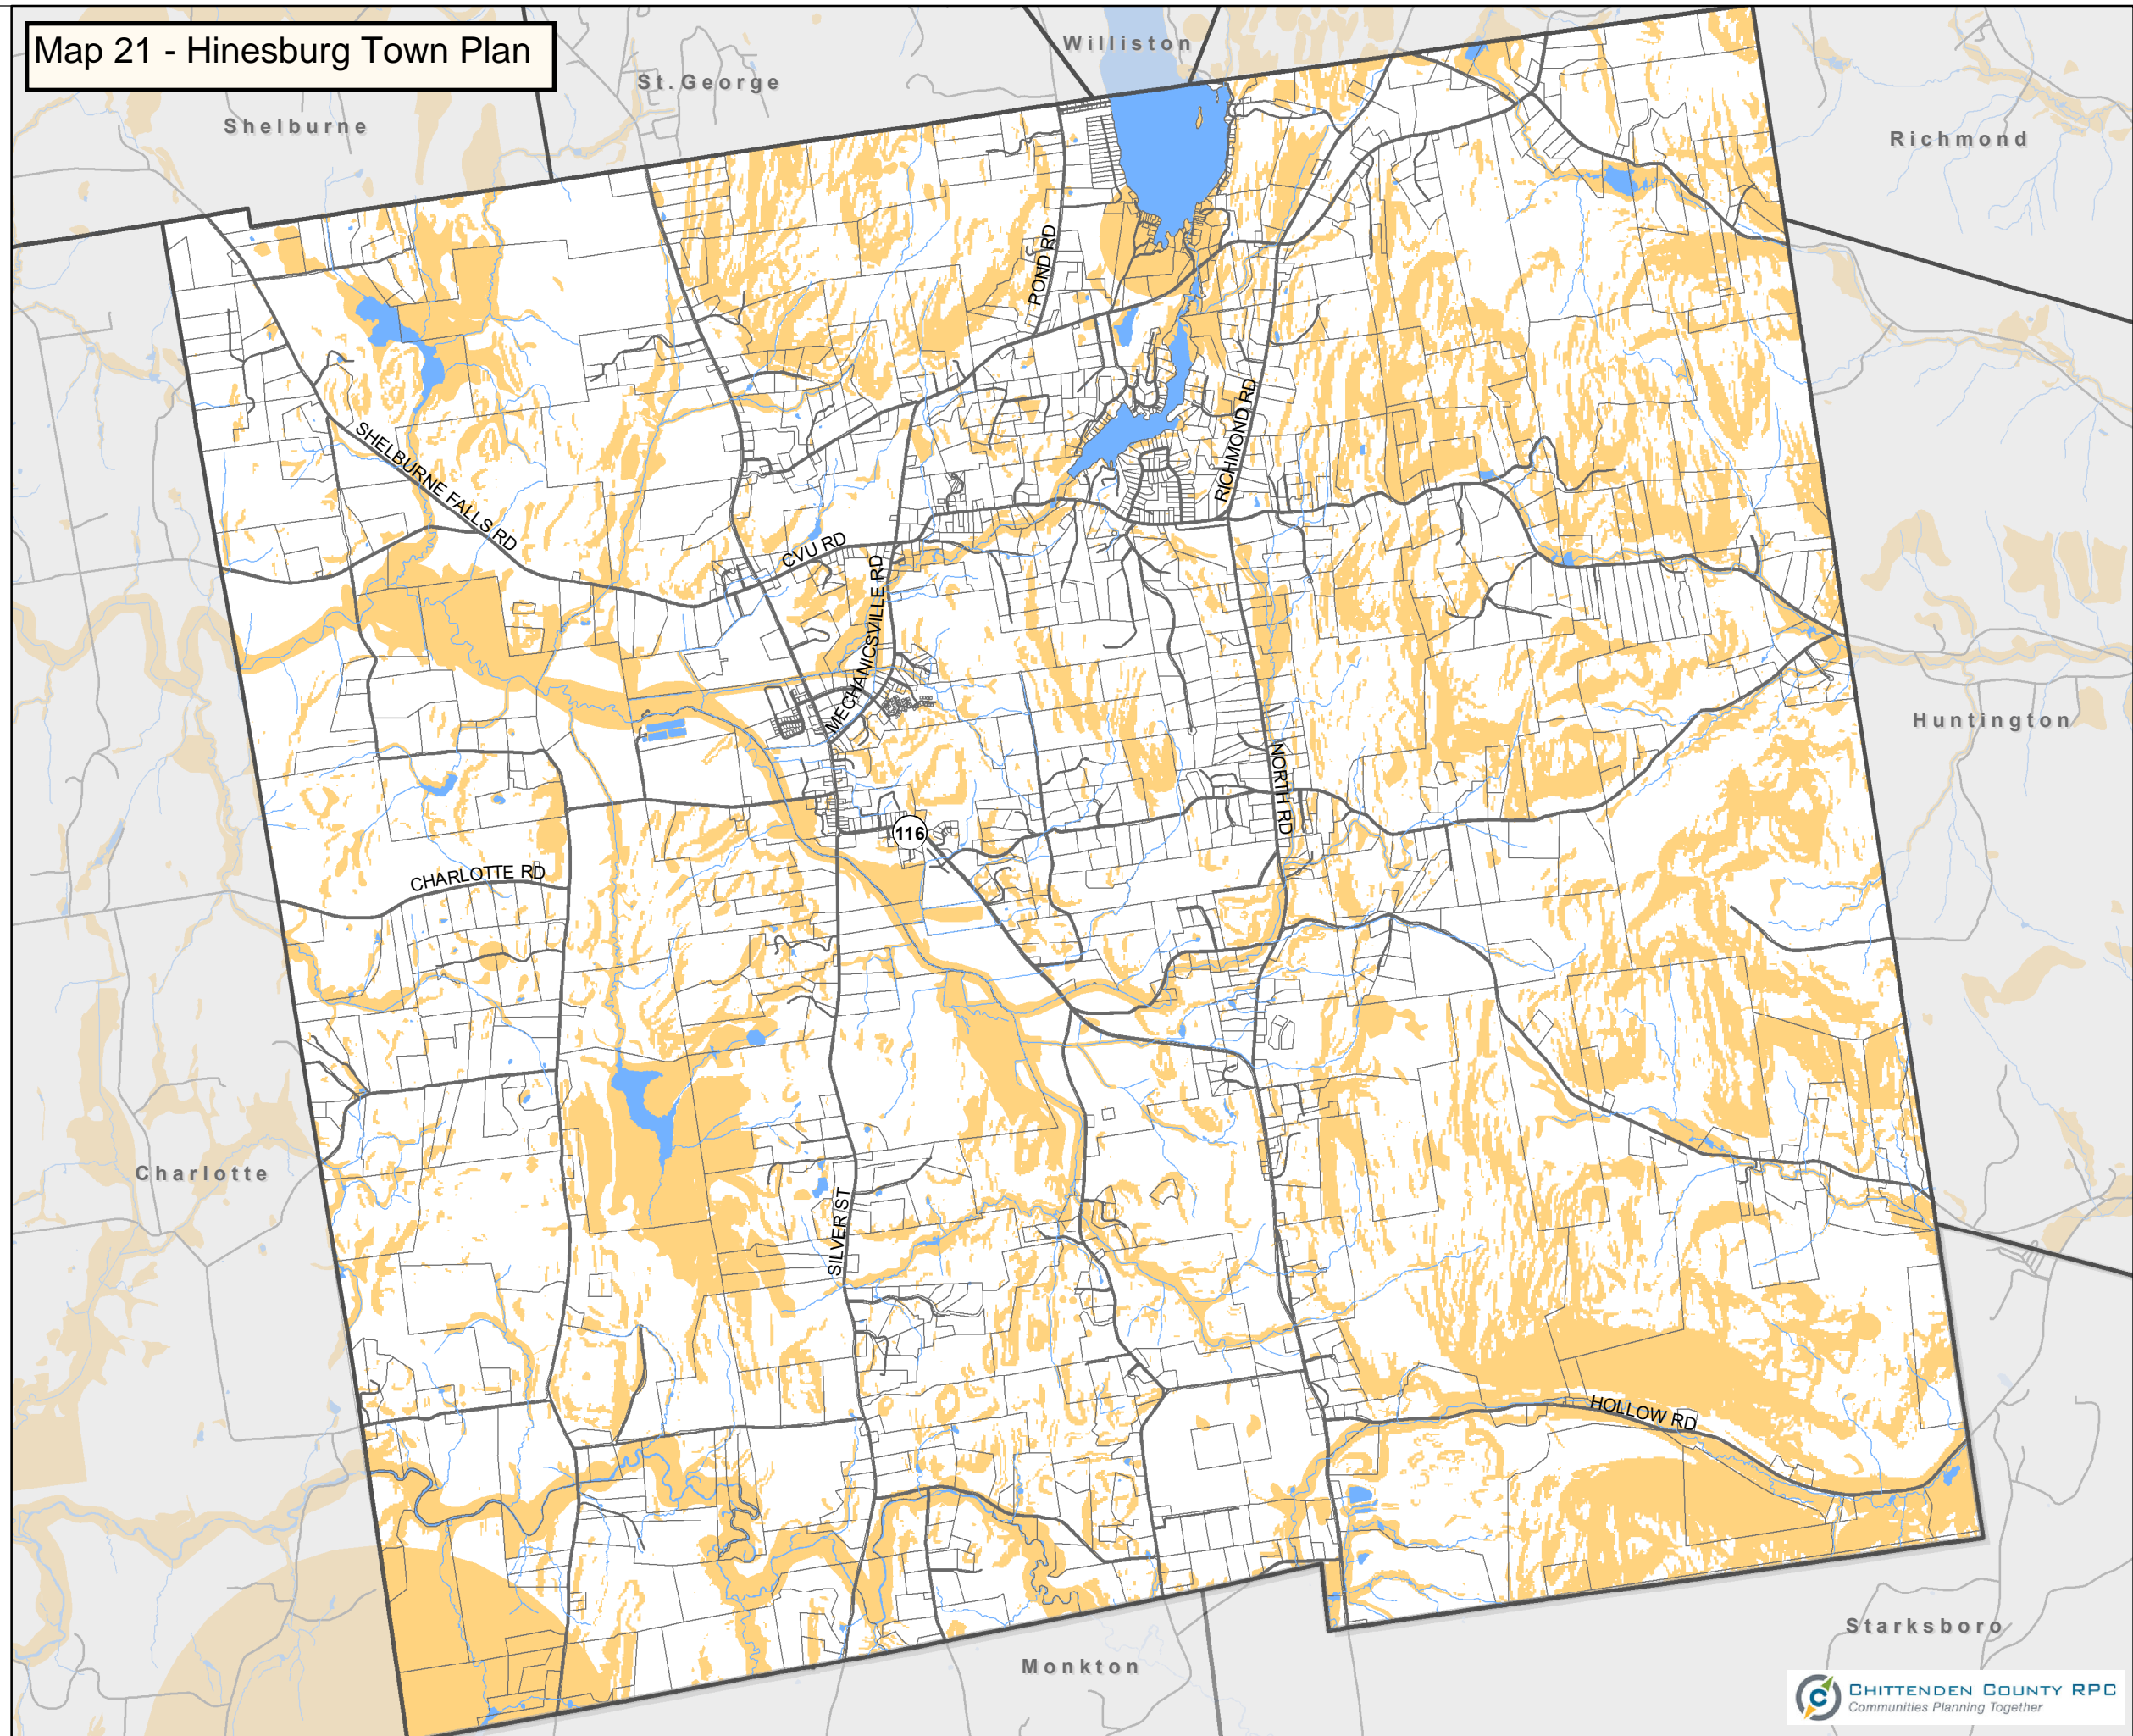 Map 21 - Hinesburg Town Plan
Williston
St.George
Shelburne
Richmond
POND RD
SHELBURNE FALLS RD
RICHMOND RD
CVU RD
MECHANICSVILLE RD
Huntington
NORTH RD
116
CHARLOTTE RD
Charlotte
SILVER ST
HOLLOW RD
Starksboro
Monkton
CHITTENDEN COUNTY RPC
Communities Planning Together